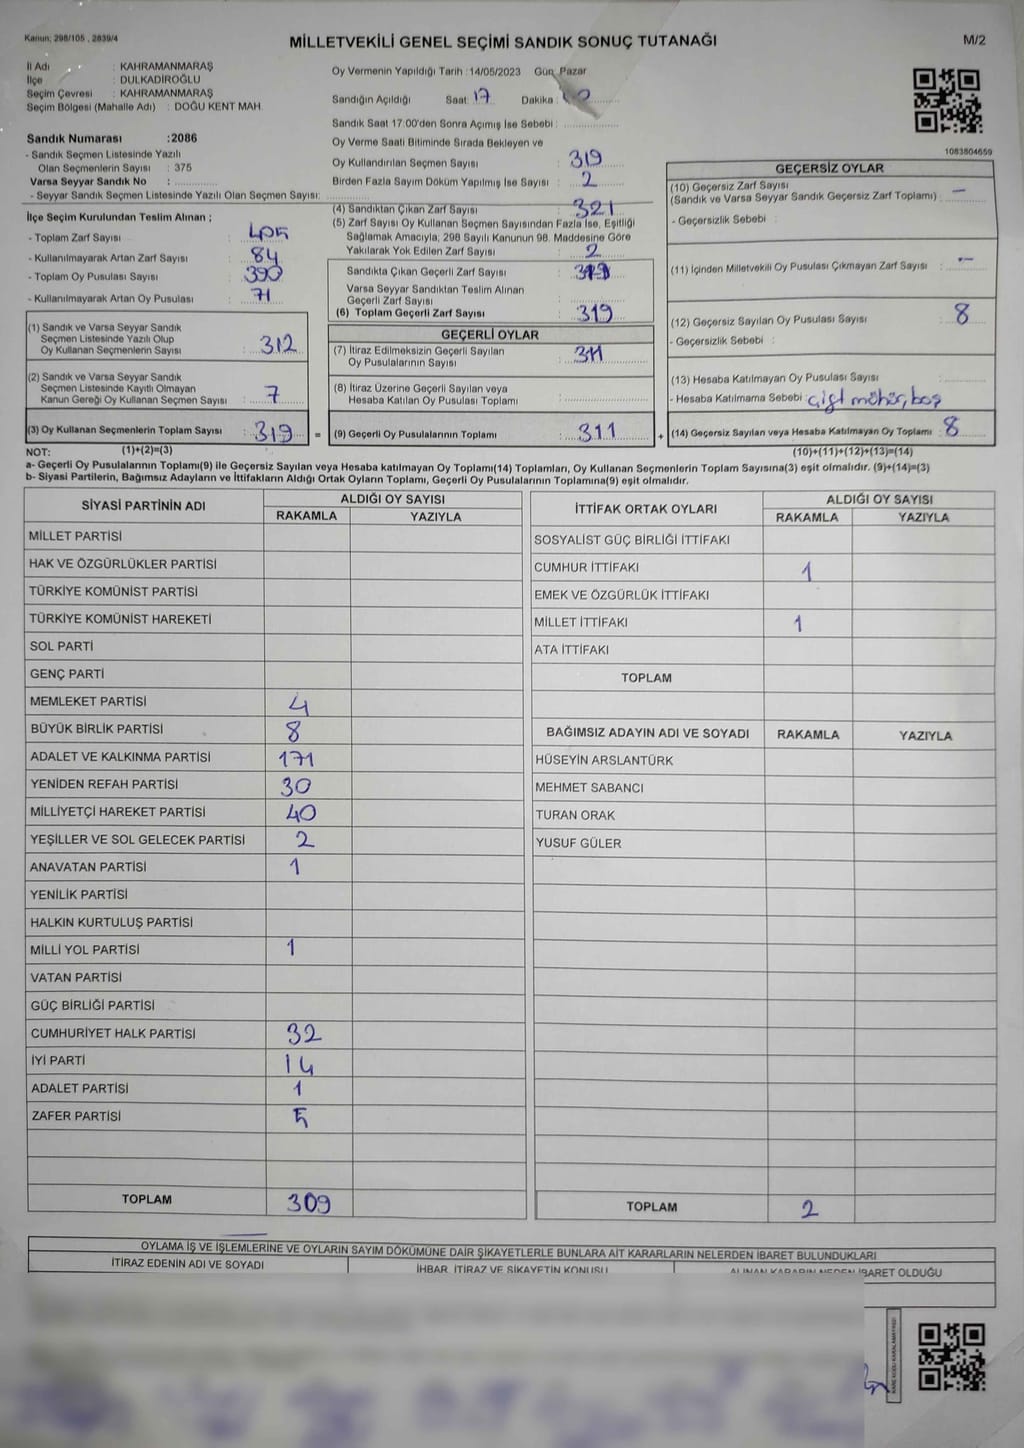 Kanun: 298/105 , 2839/4
MİLLETVEKİLİ GENEL SEÇİMİ SANDIK SONUÇ TUTANAĞI
M/2
İl Adı : KAHRAMANMARAŞ
İlçe : DULKADİROĞLU
Seçim Çevresi : KAHRAMANMARAŞ
Seçim Bölgesi (Mahalle Adı) : DOĞU KENT MAH.
Sandık Numarası :2086
- Sandık Seçmen Listesinde Yazılı
Olan Seçmenlerin Sayısı : 375
Varsa Seyyar Sandık No :
- Seyyar Sandık Seçmen Listesinde Yazılı Olan Seçmen Sayısı:
Oy Vermenin Yapıldığı Tarih :14/05/2023 Gün: Pazar
Sandığın Açıldığı Saat 17 Dakika :
Sandık Saat 17:00'den Sonra Açımış İse Sebebi :
Oy Verme Saati Bitiminde Sırada Bekleyen ve
Oy Kullandırılan Seçmen Sayısı : 319
Birden Fazla Sayım Döküm Yapılmış İse Sayısı : 2
1083804659
İlçe Seçim Kurulundan Teslim Alınan ;
- Toplam Zarf Sayısı : 405
- Kullanılmayarak Artan Zarf Sayısı : 84
- Toplam Oy Pusulası Sayısı : 390
- Kullanılmayarak Artan Oy Pusulası : 71
(4) Sandıktan Çıkan Zarf Sayısı : 321
(5) Zarf Sayısı Oy Kullanan Seçmen Sayısından Fazla İse, Eşitliği
Sağlamak Amacıyla, 298 Sayılı Kanunun 98. Maddesine Göre
Yakılarak Yok Edilen Zarf Sayısı : 2
Sandıkta Çıkan Geçerli Zarf Sayısı : 319
Varsa Seyyar Sandıktan Teslim Alınan
Geçerli Zarf Sayısı :
(6) Toplam Geçerli Zarf Sayısı : 319
GEÇERSİZ OYLAR
(10) Geçersiz Zarf Sayısı
(Sandık ve Varsa Seyyar Sandık Geçersiz Zarf Toplamı) : –
- Geçersizlik Sebebi :
(11) İçinden Milletvekili Oy Pusulası Çıkmayan Zarf Sayısı : –
(12) Geçersiz Sayılan Oy Pusulası Sayısı : 8
- Geçersizlik Sebebi :
(13) Hesaba Katılmayan Oy Pusulası Sayısı :
- Hesaba Katılmama Sebebi : çift mühür, boş
(14) Geçersiz Sayılan veya Hesaba Katılmayan Oy Toplamı : 8
(1) Sandık ve Varsa Seyyar Sandık
Seçmen Listesinde Yazılı Olup
Oy Kullanan Seçmenlerin Sayısı : 312
(2) Sandık ve Varsa Seyyar Sandık
Seçmen Listesinde Kayıtlı Olmayan
Kanun Gereği Oy Kullanan Seçmen Sayısı : 7
(3) Oy Kullanan Seçmenlerin Toplam Sayısı : 319 =
GEÇERLİ OYLAR
(7) İtiraz Edilmeksizin Geçerli Sayılan
Oy Pusulalarının Sayısı : 311
(8) İtiraz Üzerine Geçerli Sayılan veya
Hesaba Katılan Oy Pusulası Toplamı :
(9) Geçerli Oy Pusulalarının Toplamı : 311 +
NOT: (1)+(2)=(3)
(10)+(11)+(12)+(13)=(14)
a- Geçerli Oy Pusulalarının Toplamı(9) ile Geçersiz Sayılan veya Hesaba katılmayan Oy Toplamı(14) Toplamları, Oy Kullanan Seçmenlerin Toplam Sayısına(3) eşit olmalıdır. (9)+(14)=(3)
b- Siyasi Partilerin, Bağımsız Adayların ve İttifakların Aldığı Ortak Oyların Toplamı, Geçerli Oy Pusulalarının Toplamına(9) eşit olmalıdır.
SİYASİ PARTİNİN ADI
ALDIĞI OY SAYISI
RAKAMLA YAZIYLA
MİLLET PARTİSİ
HAK VE ÖZGÜRLÜKLER PARTİSİ
TÜRKİYE KOMÜNİST PARTİSİ
TÜRKİYE KOMÜNİST HAREKETİ
SOL PARTİ
GENÇ PARTİ
MEMLEKET PARTİSİ 4
BÜYÜK BİRLİK PARTİSİ 8
ADALET VE KALKINMA PARTİSİ 171
YENİDEN REFAH PARTİSİ 30
MİLLİYETÇİ HAREKET PARTİSİ 40
YEŞİLLER VE SOL GELECEK PARTİSİ 2
ANAVATAN PARTİSİ 1
YENİLİK PARTİSİ
HALKIN KURTULUŞ PARTİSİ
MİLLİ YOL PARTİSİ 1
VATAN PARTİSİ
GÜÇ BİRLİĞİ PARTİSİ
CUMHURİYET HALK PARTİSİ 32
İYİ PARTİ 14
ADALET PARTİSİ 1
ZAFER PARTİSİ 5
TOPLAM 309
İTTİFAK ORTAK OYLARI
ALDIĞI OY SAYISI
RAKAMLA YAZIYLA
SOSYALİST GÜÇ BİRLİĞİ İTTİFAKI
CUMHUR İTTİFAKI 1
EMEK VE ÖZGÜRLÜK İTTİFAKI
MİLLET İTTİFAKI 1
ATA İTTİFAKI
TOPLAM
BAĞIMSIZ ADAYIN ADI VE SOYADI RAKAMLA YAZIYLA
HÜSEYİN ARSLANTÜRK
MEHMET SABANCI
TURAN ORAK
YUSUF GÜLER
TOPLAM 2
OYLAMA İŞ VE İŞLEMLERİNE VE OYLARIN SAYIM DÖKÜMÜNE DAİR ŞİKAYETLERLE BUNLARA AİT KARARLARIN NELERDEN İBARET BULUNDUKLARI
İTİRAZ EDENİN ADI VE SOYADI
İHBAR, İTİRAZ VE ŞİKAYETİN KONUSU
ALINAN KARARIN NEDEN İBARET OLDUĞU